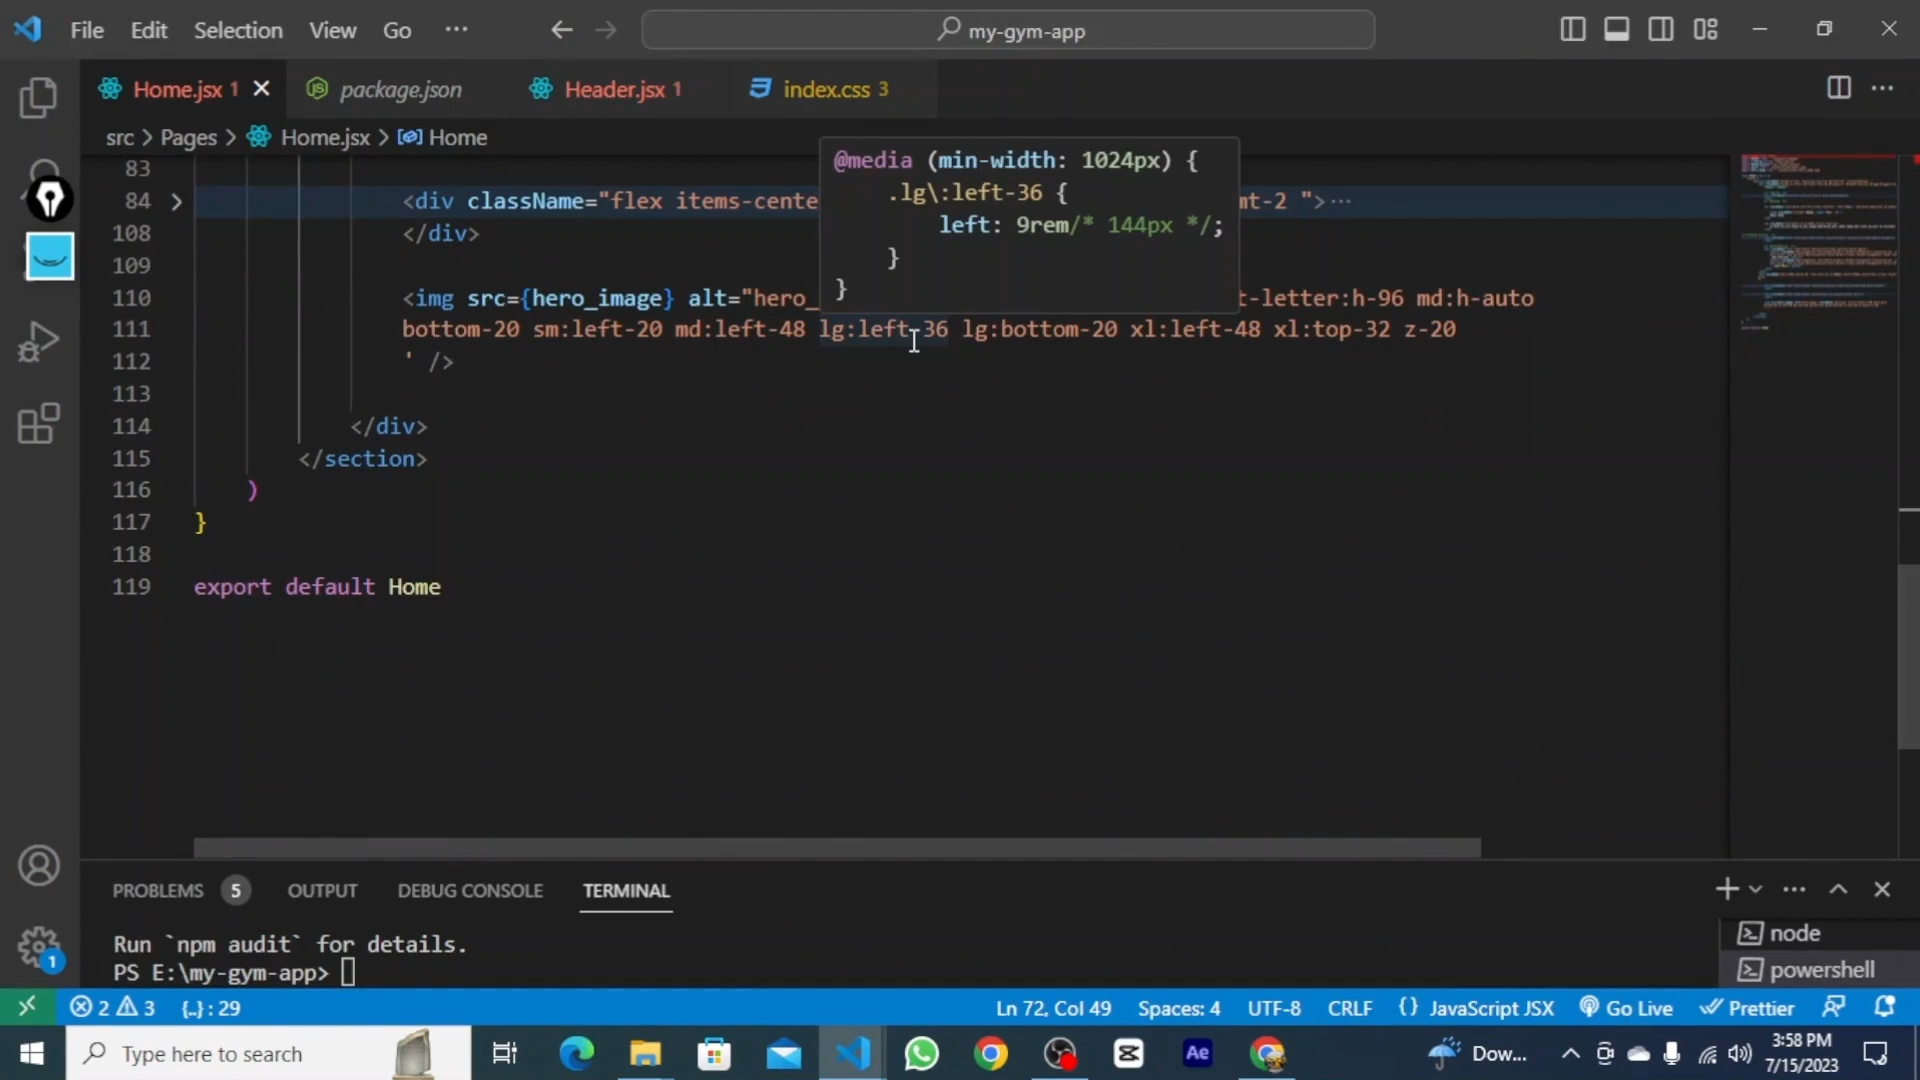 File Edit Selection View Go ··· my-gym-app
Home.jsx 1 package.json Header.jsx 1 index.css 3 ···
src > Pages > Home.jsx > Home
83
84 <div className="flex items-cente mt-2 ">···
108 </div>
109
110 <img src={hero_image} alt="hero_ t-letter:h-96 md:h-auto
111 bottom-20 sm:left-20 md:left-48 lg:left-36 lg:bottom-20 xl:left-48 xl:top-32 z-20
112 ' />
113
114 </div>
115 </section>
116 )
117 }
118
119 export default Home
@media (min-width: 1024px) {
.lg\:left-36 {
left: 9rem/* 144px */;
}
}
PROBLEMS 5 OUTPUT DEBUG CONSOLE TERMINAL
Run `npm audit` for details.
PS E:\my-gym-app>
node
powershell
1
2 3 {..} : 29 Ln 72, Col 49 Spaces: 4 UTF-8 CRLF {} JavaScript JSX Go Live Prettier
Type here to search Ae Dow... 3:58 PM
7/15/2023